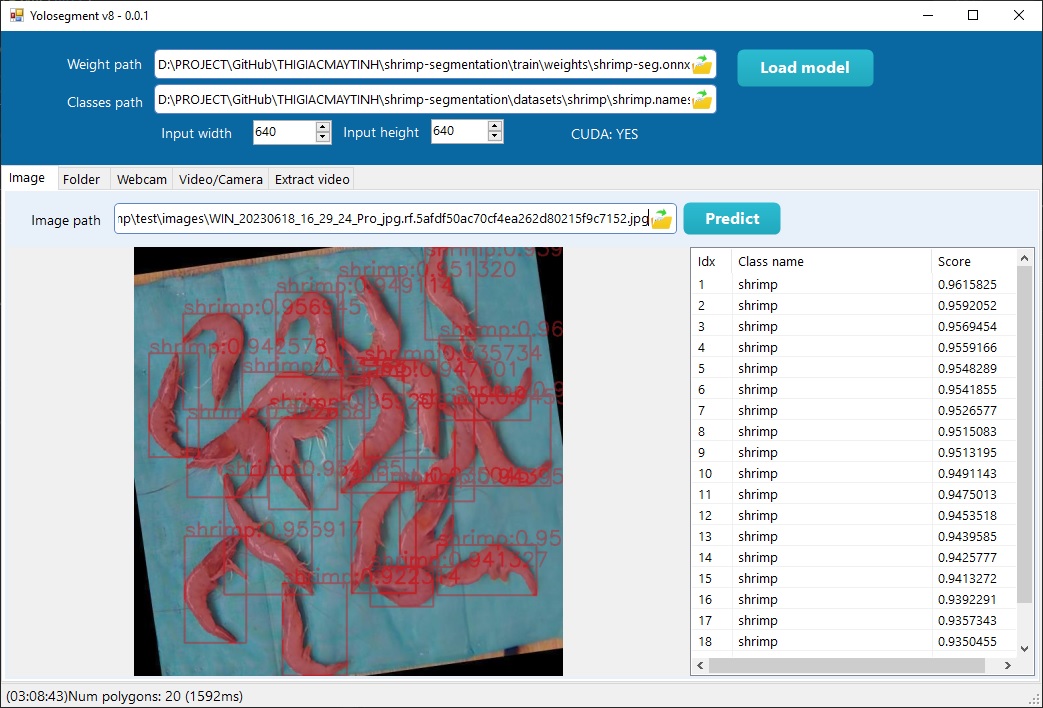 Yolosegment v8 - 0.0.1
Weight path D:\PROJECT\GitHub\THIGIACMAYTINH\shrimp-segmentation\train\weights\shrimp-seg.onnx
Load model
Classes path D:\PROJECT\GitHub\THIGIACMAYTINH\shrimp-segmentation\datasets\shrimp\shrimp.names
Input width 640 Input height 640 CUDA: YES
Image Folder Webcam Video/Camera Extract video
Image path mp\test\images\WIN_20230618_16_29_24_Pro_jpg.rf.5afdf50ac70cf4ea262d80215f9c7152.jpg
Predict
shrimp:0.951320
shrimp:0.949114
shrimp:0.956945
shrimp:0.96
shrimp:0.942578
shrimp:0.935734
shrimp:0.947501
shrimp:0.955917
shrimp:0.95
shrimp:0.941327
Idx Class name Score
1 shrimp 0.9615825
2 shrimp 0.9592052
3 shrimp 0.9569454
4 shrimp 0.9559166
5 shrimp 0.9548289
6 shrimp 0.9541855
7 shrimp 0.9526577
8 shrimp 0.9515083
9 shrimp 0.9513195
10 shrimp 0.9491143
11 shrimp 0.9475013
12 shrimp 0.9453518
13 shrimp 0.9439585
14 shrimp 0.9425777
15 shrimp 0.9413272
16 shrimp 0.9392291
17 shrimp 0.9357343
18 shrimp 0.9350455
(03:08:43)Num polygons: 20 (1592ms)